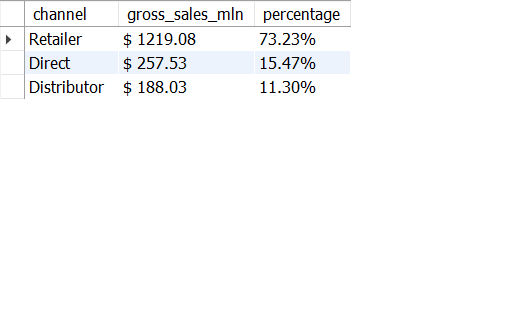 channel gross_sales_mln percentage
Retailer $ 1219.08 73.23%
Direct $ 257.53 15.47%
Distributor $ 188.03 11.30%